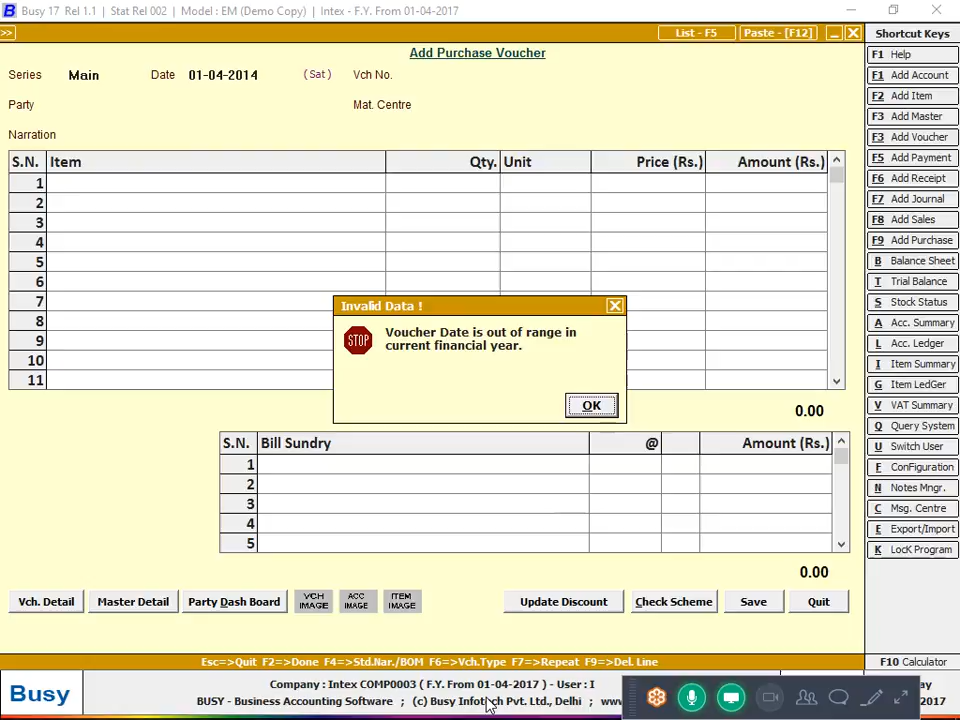 B Busy 17 Rel 1.1 | Stat Rel 002 | Model : EM (Demo Copy) | Intex - F.Y. From 01-04-2017
>> List - F5 Paste - [F12] Shortcut Keys
Add Purchase Voucher
Series Main Date 01-04-2014 (Sat) Vch No.
Party Mat. Centre
Narration
S.N. Item Qty. Unit Price (Rs.) Amount (Rs.)
1
2
3
4
5
6
7
8
9
10
11
Invalid Data !
STOP Voucher Date is out of range in
current financial year.
OK
0.00
S.N. Bill Sundry @ Amount (Rs.)
1
2
3
4
5
0.00
Vch. Detail Master Detail Party Dash Board VCH IMAGE ACC IMAGE ITEM IMAGE Update Discount Check Scheme Save Quit
Esc=>Quit F2=>Done F4=>Std.Nar./BOM F6=>Vch.Type F7=>Repeat F9=>Del. Line
F1 Help
F1 Add Account
F2 Add Item
F3 Add Master
F3 Add Voucher
F5 Add Payment
F6 Add Receipt
F7 Add Journal
F8 Add Sales
F9 Add Purchase
B Balance Sheet
T Trial Balance
S Stock Status
A Acc. Summary
L Acc. Ledger
I Item Summary
G Item LedGer
V VAT Summary
Q Query System
U Switch User
F ConFiguration
N Notes Mngr.
C Msg. Centre
E Export/Import
K LocK Program
F10 Calculator
Busy
Company : Intex COMP0003 ( F.Y. From 01-04-2017 ) - User : I
BUSY - Business Accounting Software ; (c) Busy Infotech Pvt. Ltd., Delhi ; ww
2017